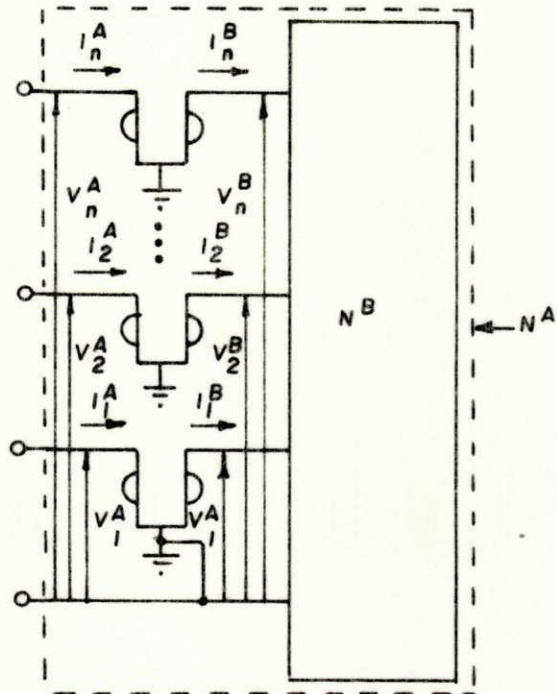 I_n^A I_n^B
V_n^A V_n^B
I_2^A I_2^B
N^B
N^A
V_2^A V_2^B
I_1^A I_1^B
V_1^A V_1^A